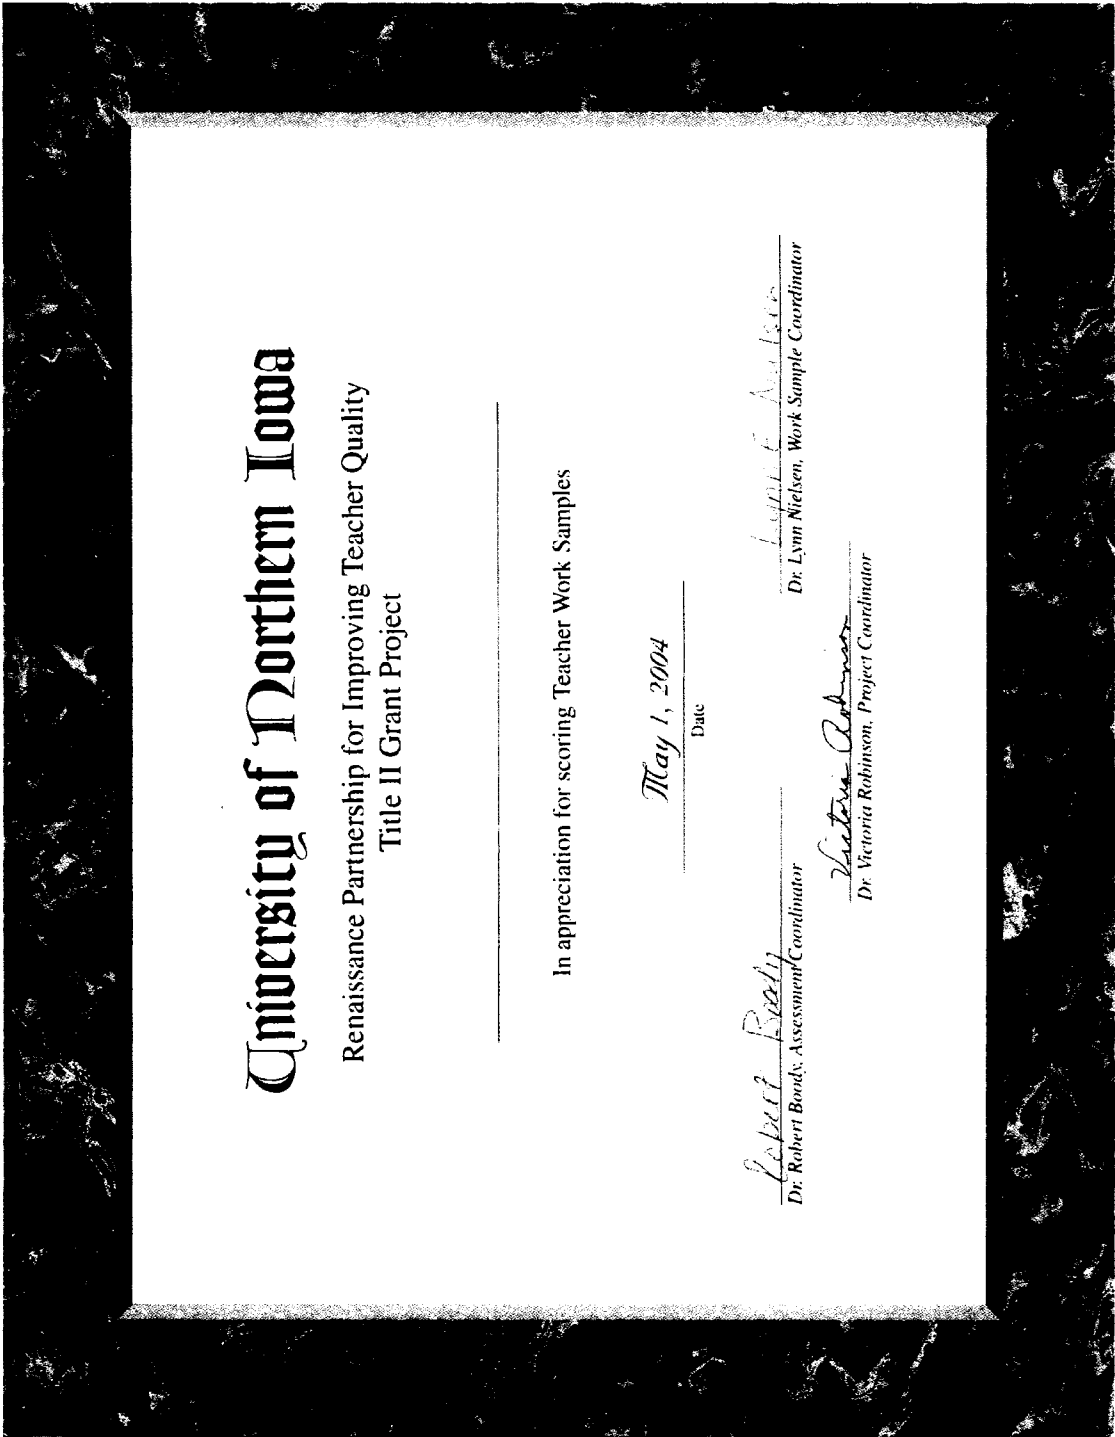 University of Northern Iowa
Renaissance Partnership for Improving Teacher Quality
Title II Grant Project
In appreciation for scoring Teacher Work Samples
May 1, 2004
Date
Robert Boody
Dr. Robert Boody, Assessment Coordinator
Lynn E Nielsen
Dr. Lynn Nielsen, Work Sample Coordinator
Victoria Robinson
Dr. Victoria Robinson, Project Coordinator